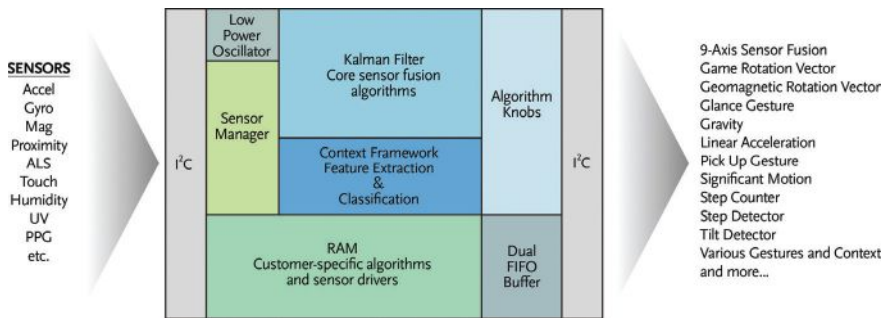 SENSORS
Accel
Gyro
Mag
Proximity
ALS
Touch
Humidity
UV
PPG
etc.
I²C
Low
Power
Oscillator
Sensor
Manager
Kalman Filter
Core sensor fusion
algorithms
Context Framework
Feature Extraction
&
Classification
Algorithm
Knobs
RAM
Customer-specific algorithms
and sensor drivers
Dual
FIFO
Buffer
I²C
9-Axis Sensor Fusion
Game Rotation Vector
Geomagnetic Rotation Vector
Glance Gesture
Gravity
Linear Acceleration
Pick Up Gesture
Significant Motion
Step Counter
Step Detector
Tilt Detector
Various Gestures and Context
and more...